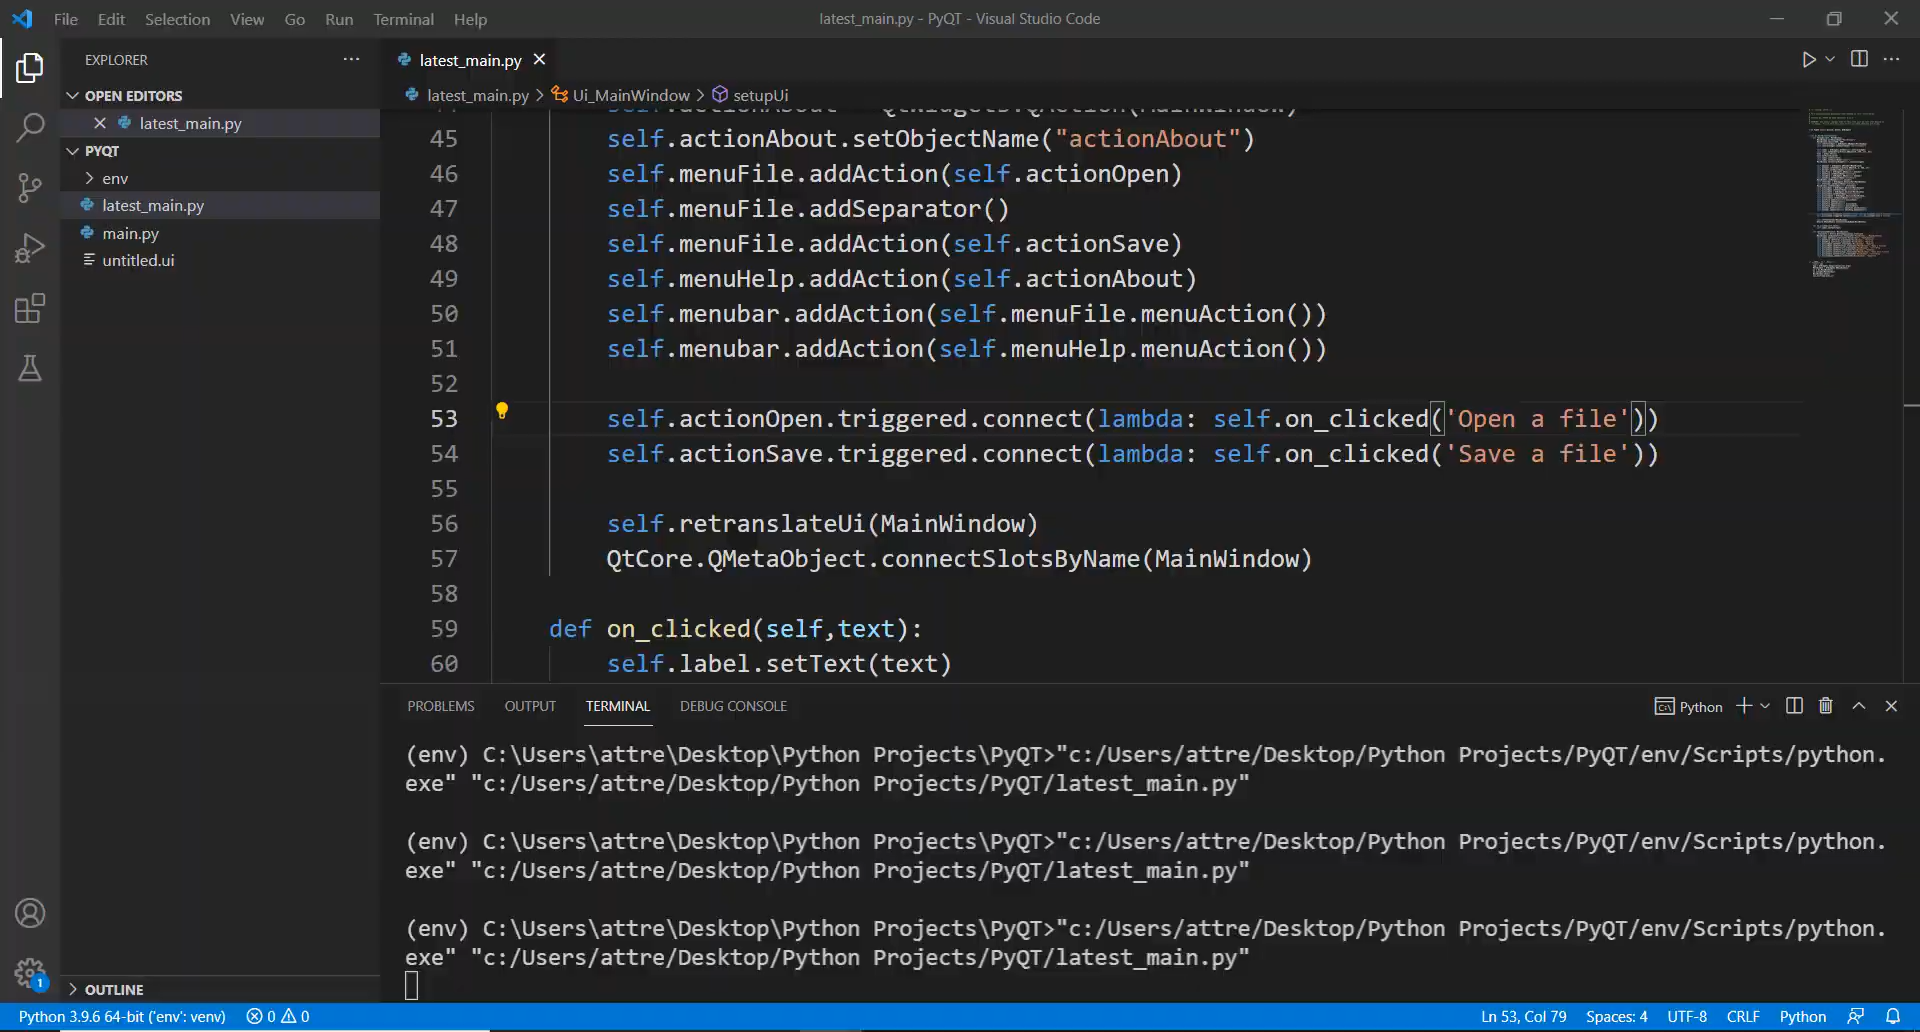 File Edit Selection View Go Run Terminal Help
latest_main.py - PyQT - Visual Studio Code
EXPLORER
OPEN EDITORS
latest_main.py
PYQT
env
latest_main.py
main.py
untitled.ui
OUTLINE
latest_main.py
latest_main.py > Ui_MainWindow > setupUi
45 self.actionAbout.setObjectName("actionAbout")
46 self.menuFile.addAction(self.actionOpen)
47 self.menuFile.addSeparator()
48 self.menuFile.addAction(self.actionSave)
49 self.menuHelp.addAction(self.actionAbout)
50 self.menubar.addAction(self.menuFile.menuAction())
51 self.menubar.addAction(self.menuHelp.menuAction())
52
53 self.actionOpen.triggered.connect(lambda: self.on_clicked('Open a file'))
54 self.actionSave.triggered.connect(lambda: self.on_clicked('Save a file'))
55
56 self.retranslateUi(MainWindow)
57 QtCore.QMetaObject.connectSlotsByName(MainWindow)
58
59 def on_clicked(self,text):
60 self.label.setText(text)
PROBLEMS OUTPUT TERMINAL DEBUG CONSOLE
Python
(env) C:\Users\attre\Desktop\Python Projects\PyQT>"c:/Users/attre/Desktop/Python Projects/PyQT/env/Scripts/python.
exe" "c:/Users/attre/Desktop/Python Projects/PyQT/latest_main.py"
(env) C:\Users\attre\Desktop\Python Projects\PyQT>"c:/Users/attre/Desktop/Python Projects/PyQT/env/Scripts/python.
exe" "c:/Users/attre/Desktop/Python Projects/PyQT/latest_main.py"
(env) C:\Users\attre\Desktop\Python Projects\PyQT>"c:/Users/attre/Desktop/Python Projects/PyQT/env/Scripts/python.
exe" "c:/Users/attre/Desktop/Python Projects/PyQT/latest_main.py"
1
Python 3.9.6 64-bit ('env': venv) 0 0
Ln 53, Col 79 Spaces: 4 UTF-8 CRLF Python